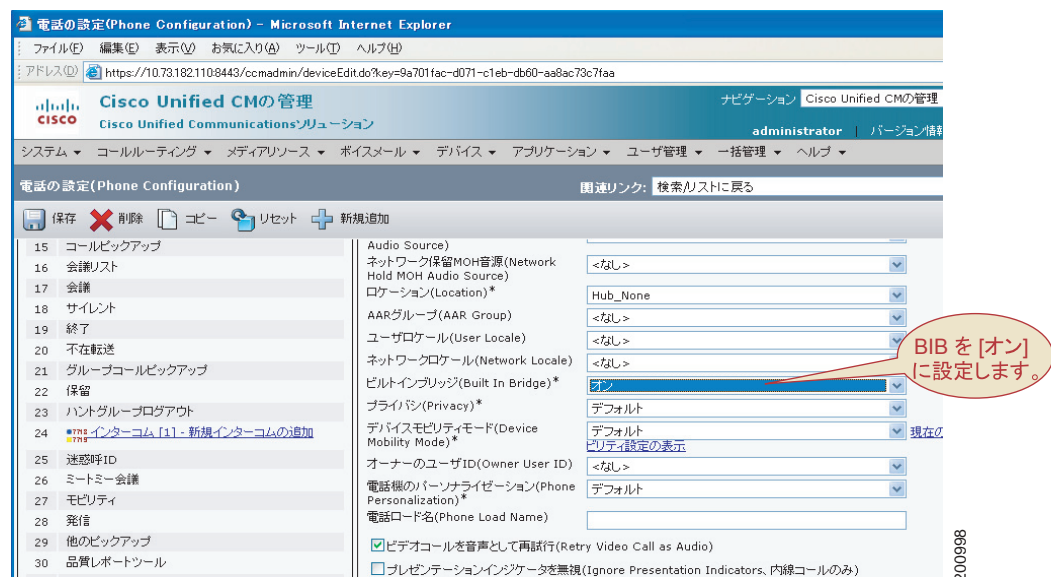 電話の設定(Phone Configuration) - Microsoft Internet Explorer
ファイル(F) 編集(E) 表示(V) お気に入り(A) ツール(T) ヘルプ(H)
アドレス(D) https://10.73.182.110:8443/ccmadmin/deviceEdit.do?key=9a701fac-d071-c1eb-db60-aa8ac73c7faa
cisco
Cisco Unified CMの管理
Cisco Unified Communicationsソリューション
ナビゲーション Cisco Unified CMの管理
administrator | バージョン情報
システム コールルーティング メディアリソース ボイスメール デバイス アプリケーション ユーザ管理 一括管理 ヘルプ
電話の設定(Phone Configuration)
関連リンク: 検索/リストに戻る
保存 削除 コピー リセット 新規追加
15 コールピックアップ
16 会議リスト
17 会議
18 サイレント
19 終了
20 不在転送
21 グループコールピックアップ
22 保留
23 ハントグループログアウト
24 インターコム [1] - 新規インターコムの追加
25 迷惑呼ID
26 ミートミー会議
27 モビリティ
28 発信
29 他のピックアップ
30 品質レポートツール
Audio Source)
ネットワーク保留MOH音源(Network
Hold MOH Audio Source)
<なし>
ロケーション(Location)*
Hub_None
AARグループ(AAR Group)
<なし>
ユーザロケール(User Locale)
<なし>
ネットワークロケール(Network Locale)
<なし>
ビルトインブリッジ(Built In Bridge)*
オン
プライバシ(Privacy)*
デフォルト
デバイスモビリティモード(Device
Mobility Mode)*
デフォルト
現在の
ビリティ設定の表示
オーナーのユーザID(Owner User ID)
<なし>
電話機のパーソナライゼーション(Phone
Personalization)*
デフォルト
電話ロード名(Phone Load Name)
ビデオコールを音声として再試行(Retry Video Call as Audio)
プレゼンテーションインジケータを無視(Ignore Presentation Indicators、内線コールのみ)
BIB を [オン]
に設定します。
200998